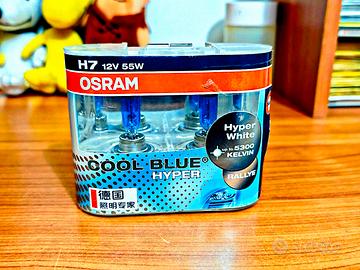 H7 12V 55W
OSRAM
Hyper
White
up to 5300
KELVIN
COOL BLUE®
HYPER
RALLYE
德国
照明专家